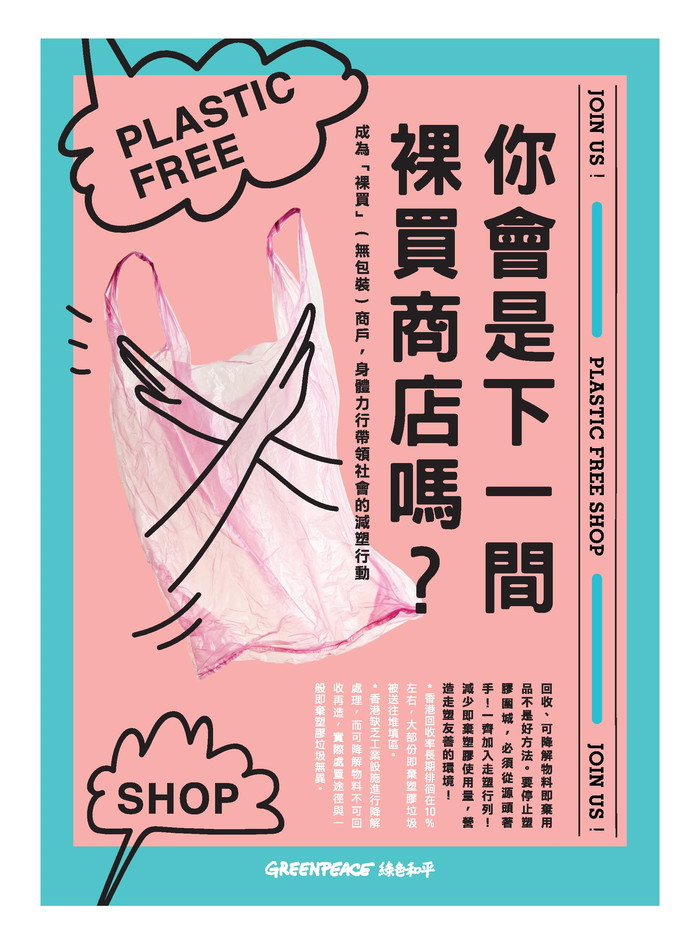 PLASTIC
FREE
JOIN US !
PLASTIC FREE SHOP
JOIN US !
你會是下一間
裸買商店嗎?
成為「裸買」(無包裝)商戶,身體力行帶領社會的減塑行動
回收、可降解物料即棄用
品不是好方法。要停止塑
膠圍城,必須從源頭著
手!一齊加入走塑行列!
減少即棄塑膠使用量,營
造走塑友善的環境!
• 香港回收率長期徘徊在10%
左右,大部份即棄塑膠垃圾
被送往堆填區。
• 香港缺乏工業設施進行降解
處理,而可降解物料不可回
收再造,實際處置途徑與一
般即棄塑膠垃圾無異。
SHOP
GREENPEACE 綠色和平